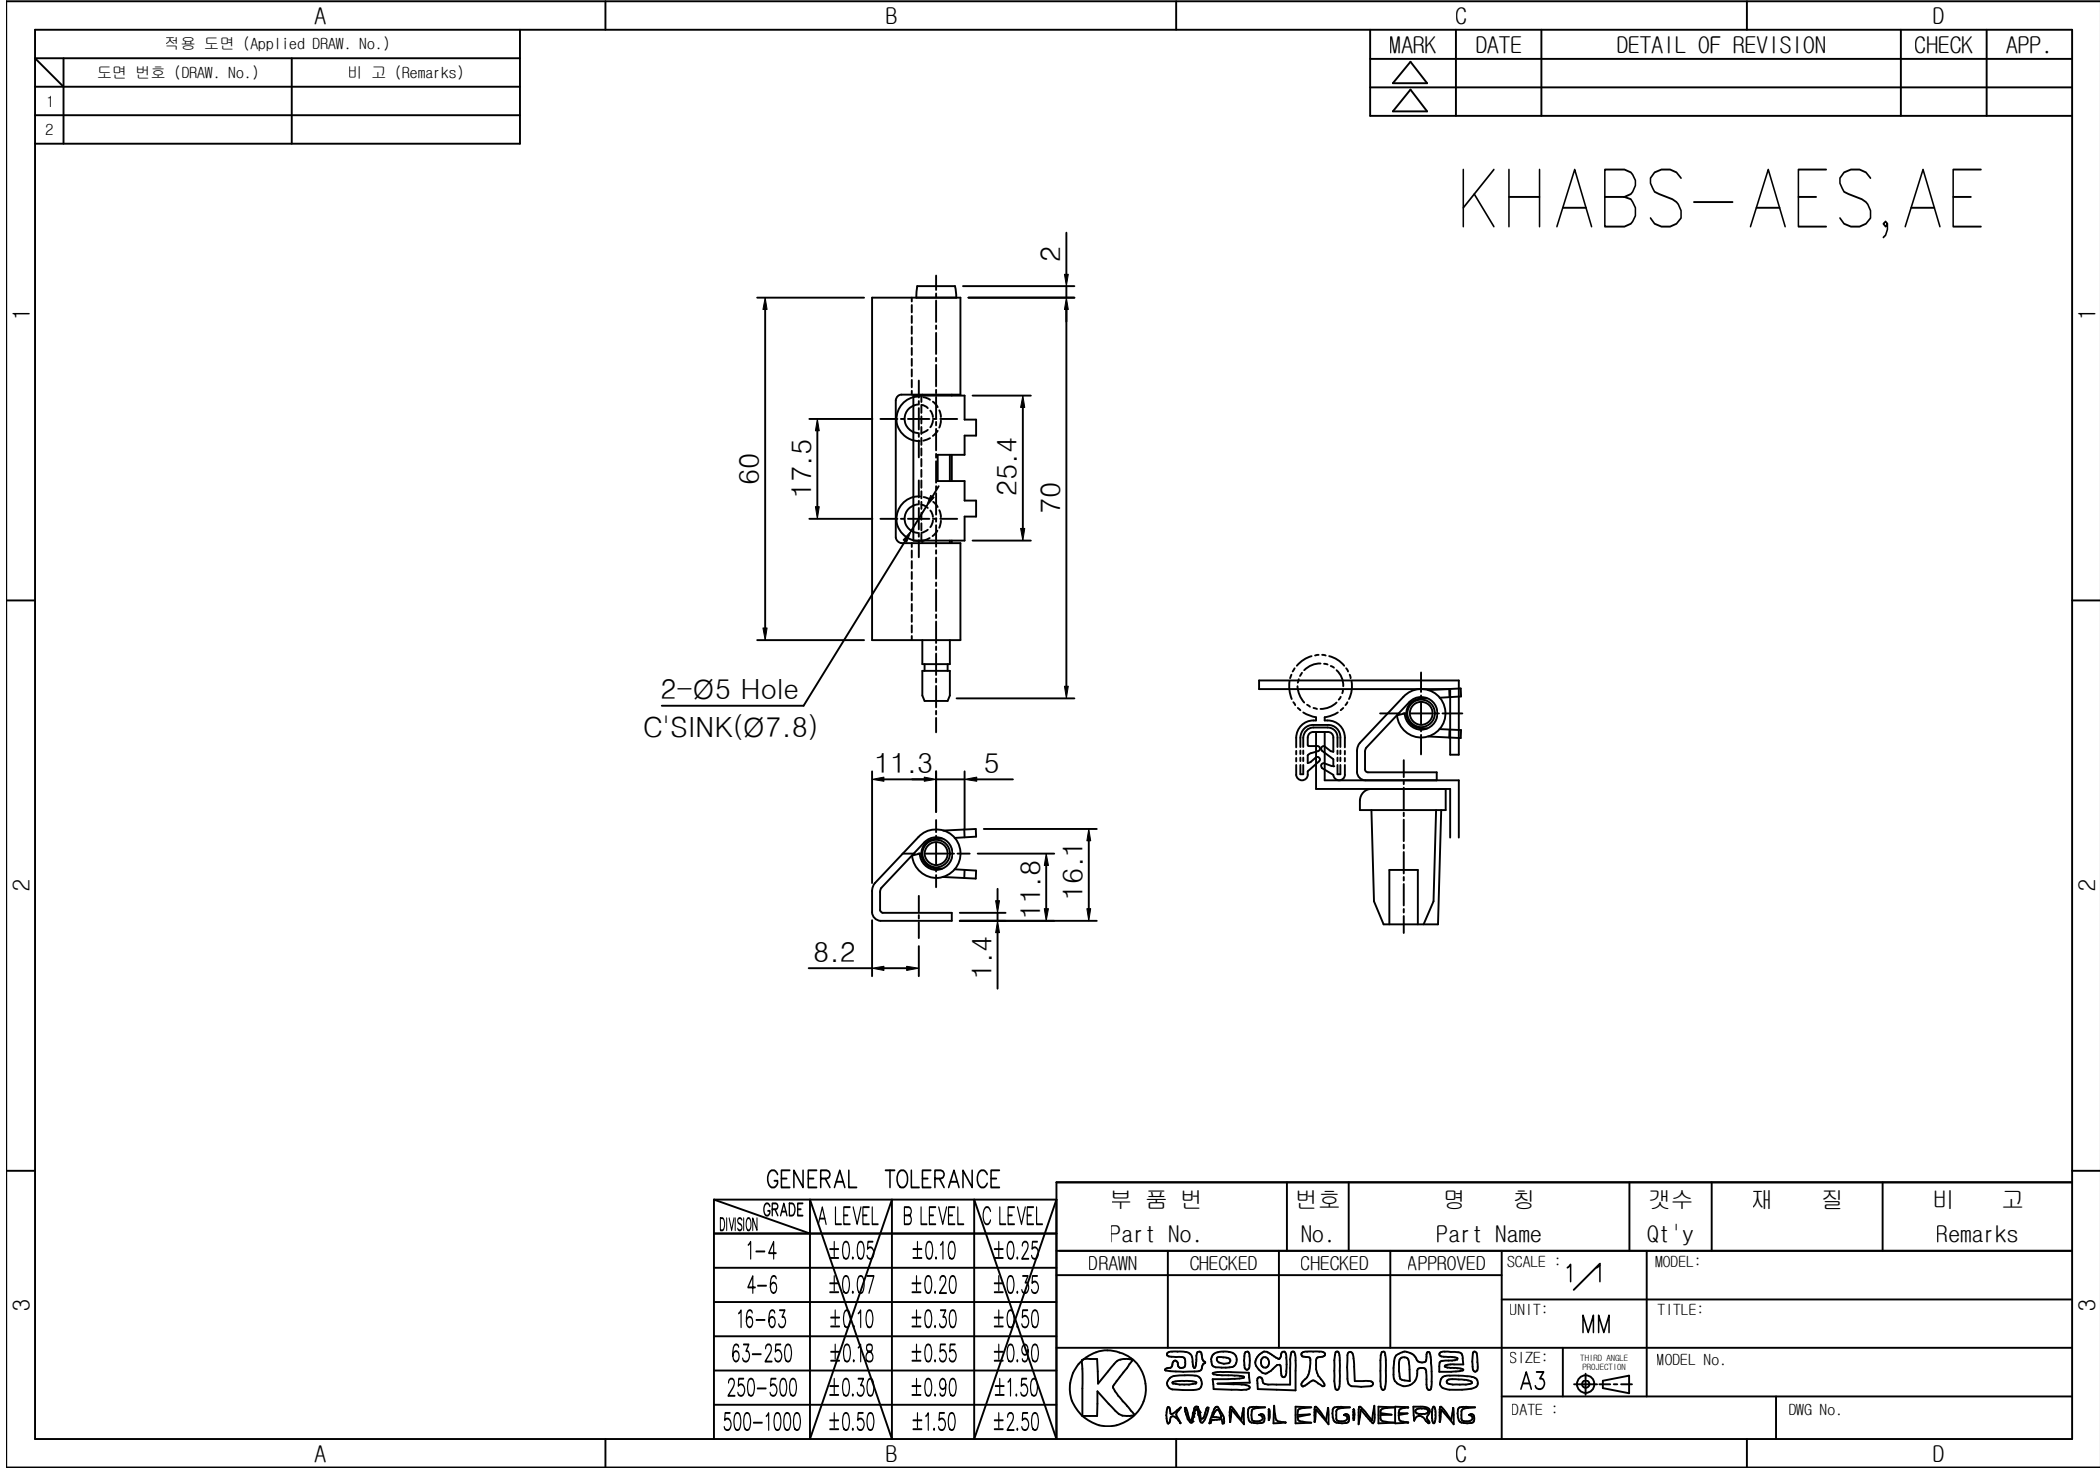 A B C D
적용 도면 (Applied DRAW. No.)
도면 번호 (DRAW. No.) 비 고 (Remarks)
1
2
MARK DATE DETAIL OF REVISION CHECK APP.
KHABS-AES,AE
1
1
2
60
17.5
25.4
70
2-Ø5 Hole
C'SINK(Ø7.8)
11.3 5
11.8
16.1
8.2
1.4
2
2
3
3
GENERAL TOLERANCE
DIVISION GRADE A LEVEL B LEVEL C LEVEL
1-4 ±0.05 ±0.10 ±0.25
4-6 ±0.07 ±0.20 ±0.35
16-63 ±0.10 ±0.30 ±0.50
63-250 ±0.18 ±0.55 ±0.90
250-500 ±0.30 ±0.90 ±1.50
500-1000 ±0.50 ±1.50 ±2.50
부 품 번 번호 명 칭 갯수 재 질 비 고
Part No. No. Part Name Qt'y Remarks
DRAWN CHECKED CHECKED APPROVED SCALE : 1/1 MODEL:
UNIT: MM TITLE:
SIZE: A3 THIRD ANGLE PROJECTION MODEL No.
DATE : DWG No.
K 광일엔지니어링
KWANGIL ENGINEERING
A B C D